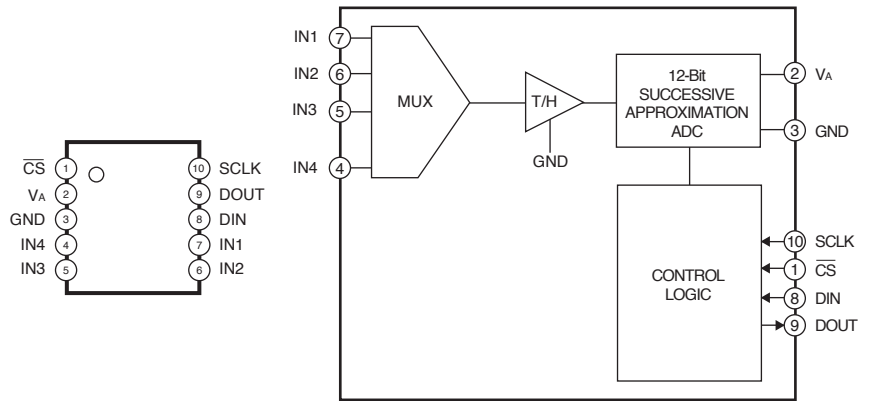 C̅S̅ 1
VA 2
GND 3
IN4 4
IN3 5
10 SCLK
9 DOUT
8 DIN
7 IN1
6 IN2
IN1 7
IN2 6
IN3 5
IN4 4
MUX
T/H
GND
12-Bit
SUCCESSIVE
APPROXIMATION
ADC
2 VA
3 GND
CONTROL
LOGIC
10 SCLK
1 C̅S̅
8 DIN
9 DOUT